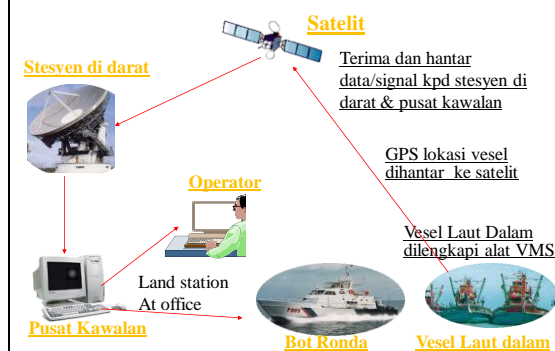 Satelit
Stesyen di darat
Terima dan hantar
data/signal kpd stesyen di
darat & pusat kawalan
GPS lokasi vesel
dihantar ke satelit
Operator
Vesel Laut Dalam
dilengkapi alat VMS
Land station
At office
Pusat Kawalan
Bot Ronda
Vesel Laut dalam